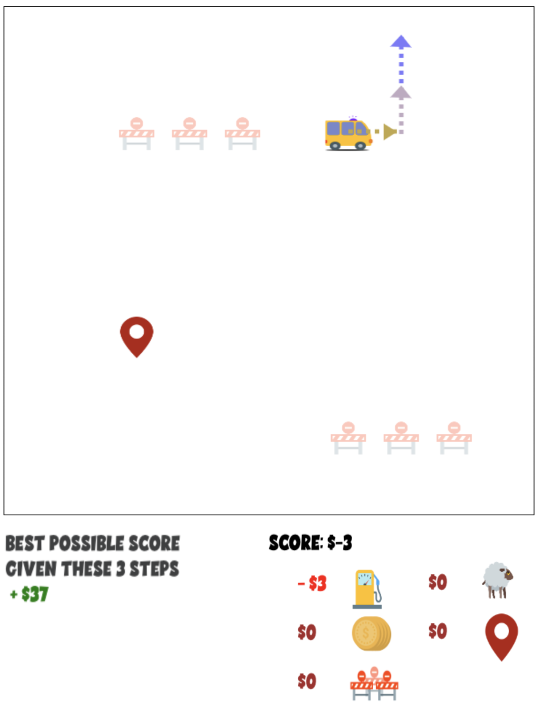 BEST POSSIBLE SCORE
GIVEN THESE 3 STEPS
+ $37
SCORE: $-3
- $3
$0
$0
$0
$0